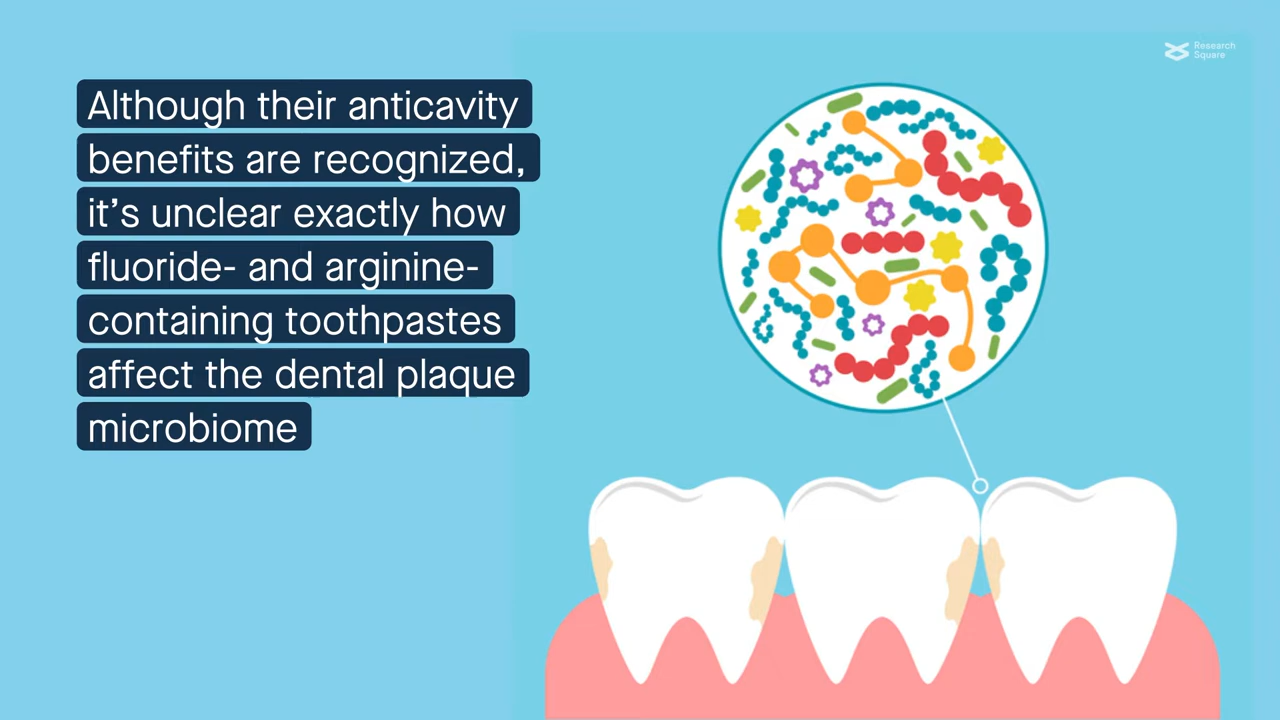 Although their anticavity
benefits are recognized,
it's unclear exactly how
fluoride- and arginine-
containing toothpastes
affect the dental plaque
microbiome
Research
Square